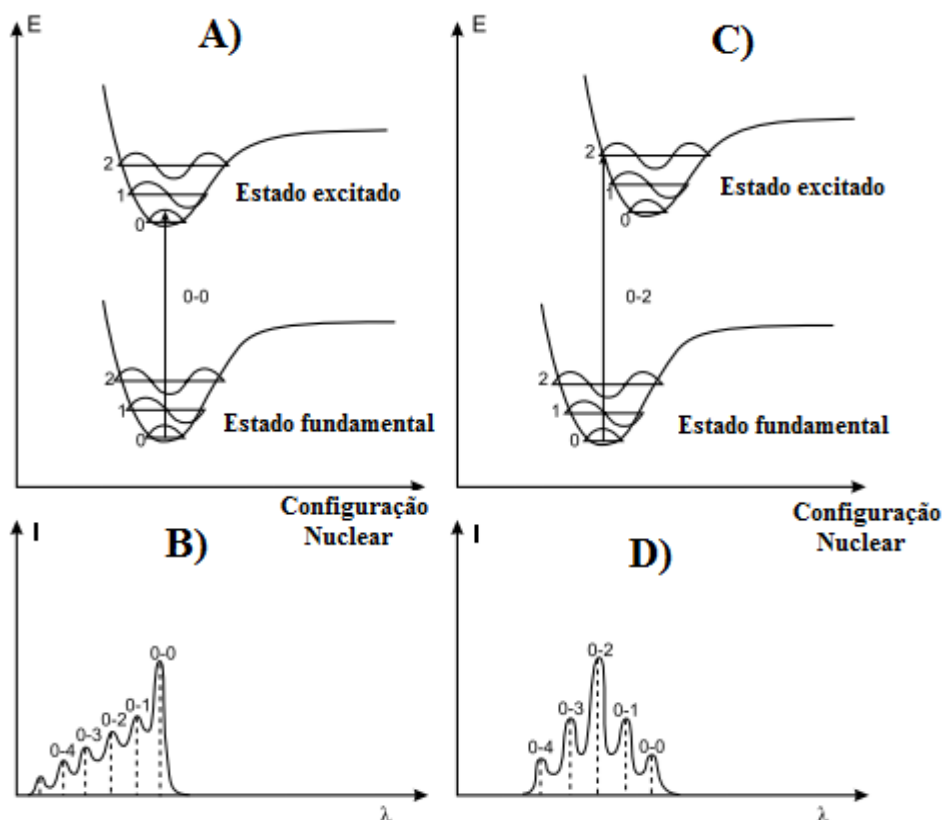 E
A)
2
1
0
Estado excitado
0-0
2
1
0
Estado fundamental
Configuração
Nuclear
E
C)
2
1
0
Estado excitado
0-2
2
1
0
Estado fundamental
Configuração
Nuclear
I
B)
0-4
0-3
0-2
0-1
0-0
λ
I
D)
0-4
0-3
0-2
0-1
0-0
λ